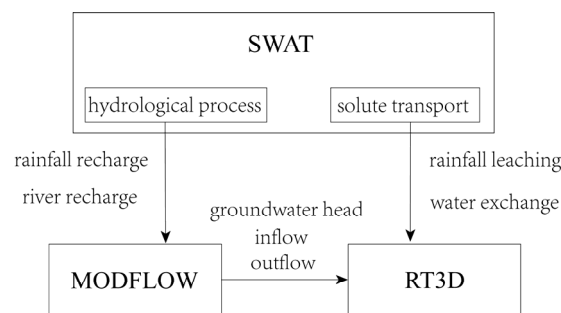 SWAT
hydrological process
solute transport
rainfall recharge
river recharge
rainfall leaching
water exchange
groundwater head
inflow
outflow
MODFLOW
RT3D